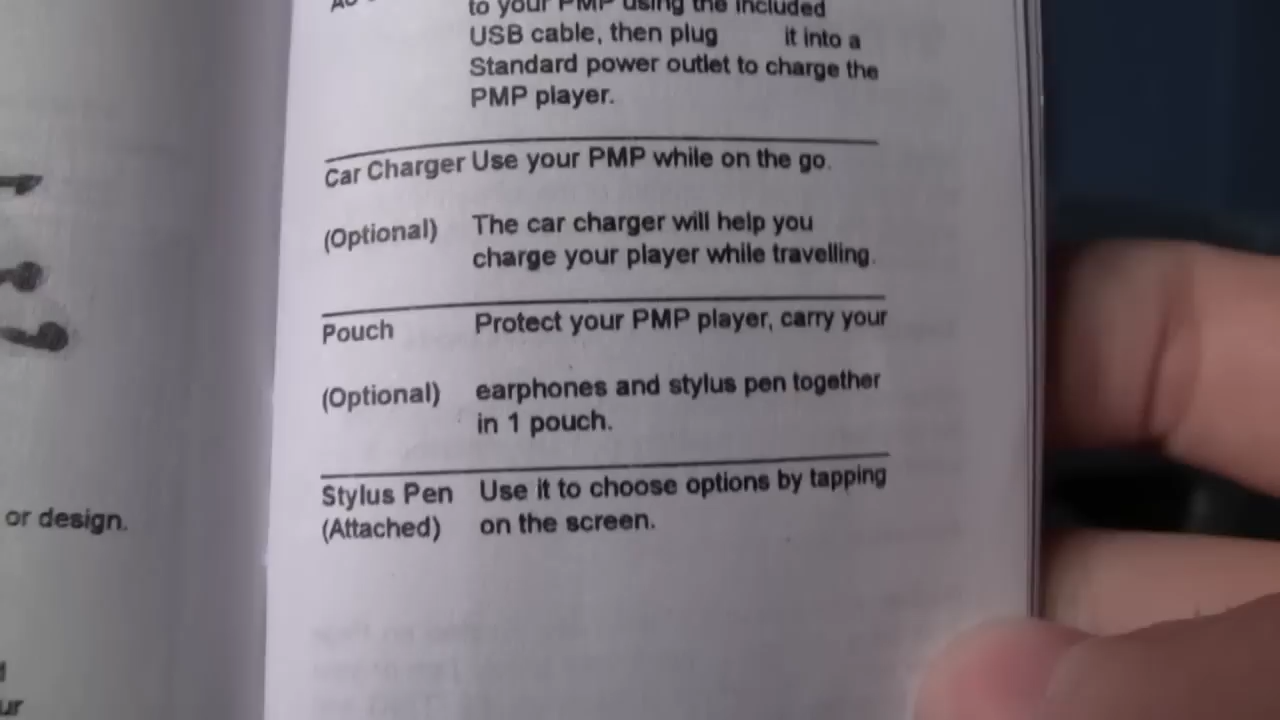 to your PMP using the included
USB cable, then plug it into a
Standard power outlet to charge the
PMP player.
Car Charger Use your PMP while on the go.
(Optional) The car charger will help you
charge your player while travelling.
Pouch Protect your PMP player, carry your
(Optional) earphones and stylus pen together
in 1 pouch.
Stylus Pen Use it to choose options by tapping
(Attached) on the screen.
or design.